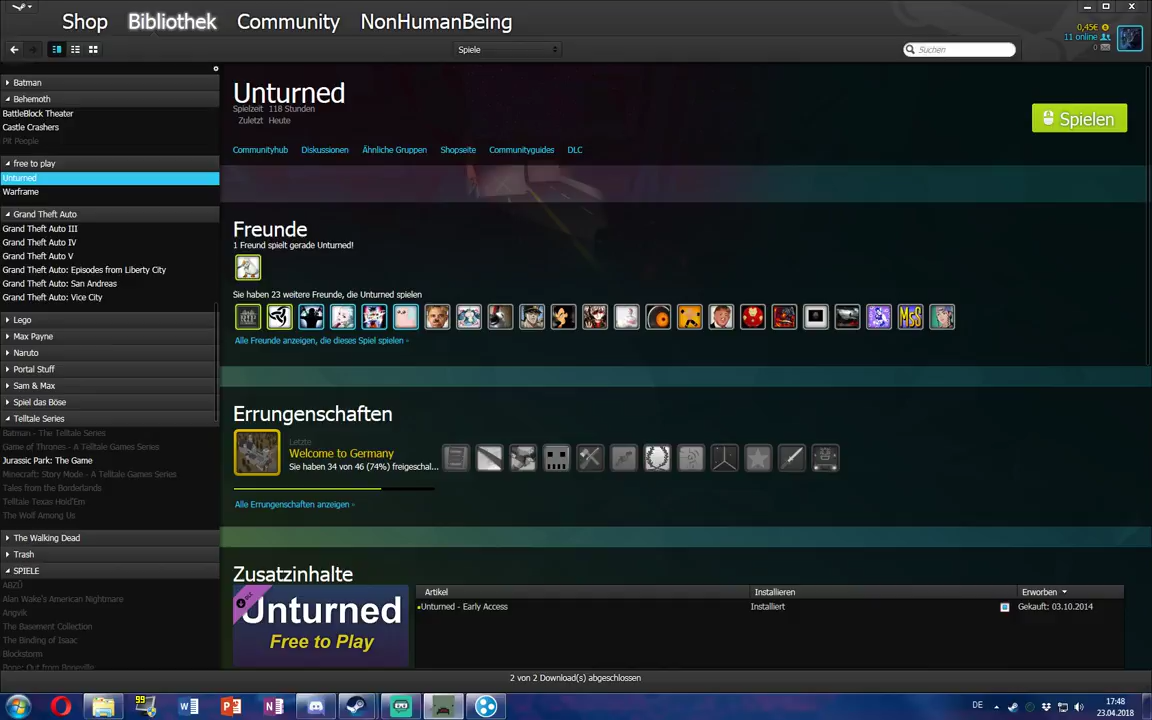 Shop Bibliothek Community NonHumanBeing
0,45€
11 online
0
Spiele
Suchen
Batman
Behemoth
BattleBlock Theater
Castle Crashers
Pit People
free to play
Unturned
Warframe
Grand Theft Auto
Grand Theft Auto III
Grand Theft Auto IV
Grand Theft Auto V
Grand Theft Auto: Episodes from Liberty City
Grand Theft Auto: San Andreas
Grand Theft Auto: Vice City
Lego
Max Payne
Naruto
Portal Stuff
Sam & Max
Spiel das Böse
Telltale Series
Batman - The Telltale Series
Game of Thrones - A Telltale Games Series
Jurassic Park: The Game
Minecraft: Story Mode - A Telltale Games Series
Tales from the Borderlands
Telltale Texas Hold'Em
The Wolf Among Us
The Walking Dead
Trash
SPIELE
ABZÛ
Alan Wake's American Nightmare
Angvik
The Basement Collection
The Binding of Isaac
Blockstorm
Bone: Out from Boneville
Unturned
Spielzeit 118 Stunden
Zuletzt Heute
Spielen
Communityhub Diskussionen Ähnliche Gruppen Shopseite Communityguides DLC
Freunde
1 Freund spielt gerade Unturned!
Sie haben 23 weitere Freunde, die Unturned spielen
Alle Freunde anzeigen, die dieses Spiel spielen
Errungenschaften
Letzte
Welcome to Germany
Sie haben 34 von 46 (74%) freigeschal...
Alle Errungenschaften anzeigen
Zusatzinhalte
Unturned
Free to Play
Artikel Installieren Erworben
Unturned - Early Access Installiert Gekauft: 03.10.2014
2 von 2 Download(s) abgeschlossen
99
DE
17:48
23.04.2018